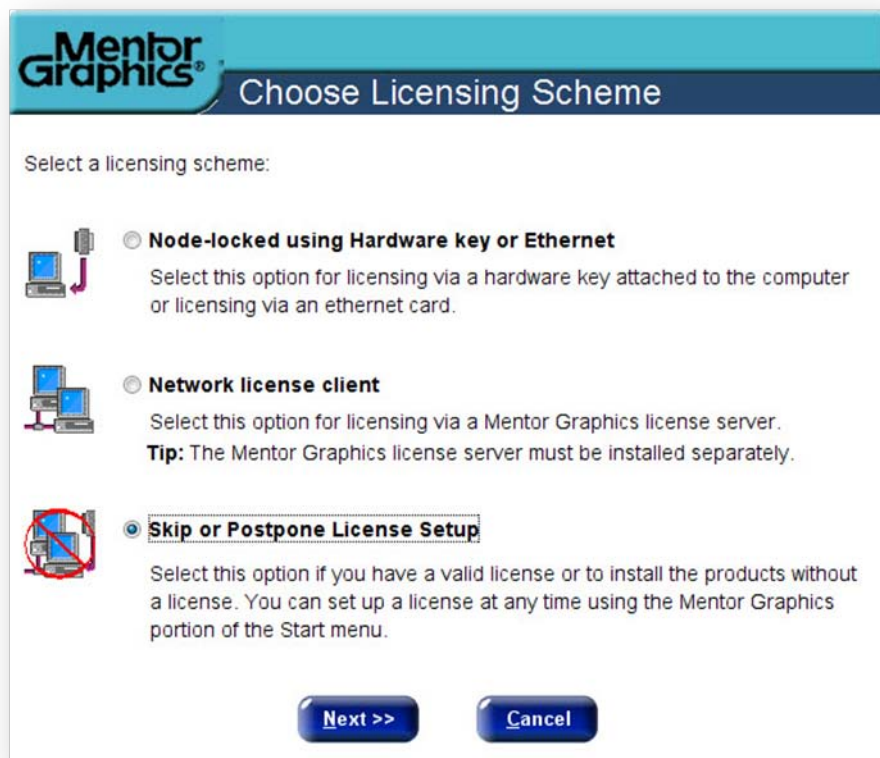 Mentor
Graphics®
Choose Licensing Scheme
Select a licensing scheme:
Node-locked using Hardware key or Ethernet
Select this option for licensing via a hardware key attached to the computer
or licensing via an ethernet card.
Network license client
Select this option for licensing via a Mentor Graphics license server.
Tip: The Mentor Graphics license server must be installed separately.
Skip or Postpone License Setup
Select this option if you have a valid license or to install the products without
a license. You can set up a license at any time using the Mentor Graphics
portion of the Start menu.
Next >>
Cancel